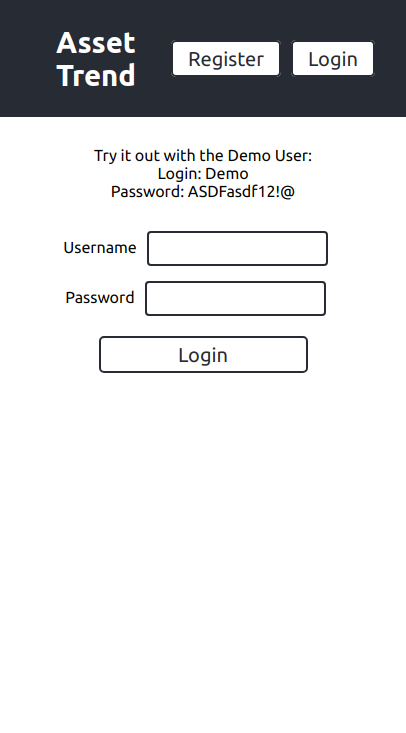 Asset
Trend
Register
Login
Try it out with the Demo User:
Login: Demo
Password: ASDFasdf12!@
Username
Password
Login